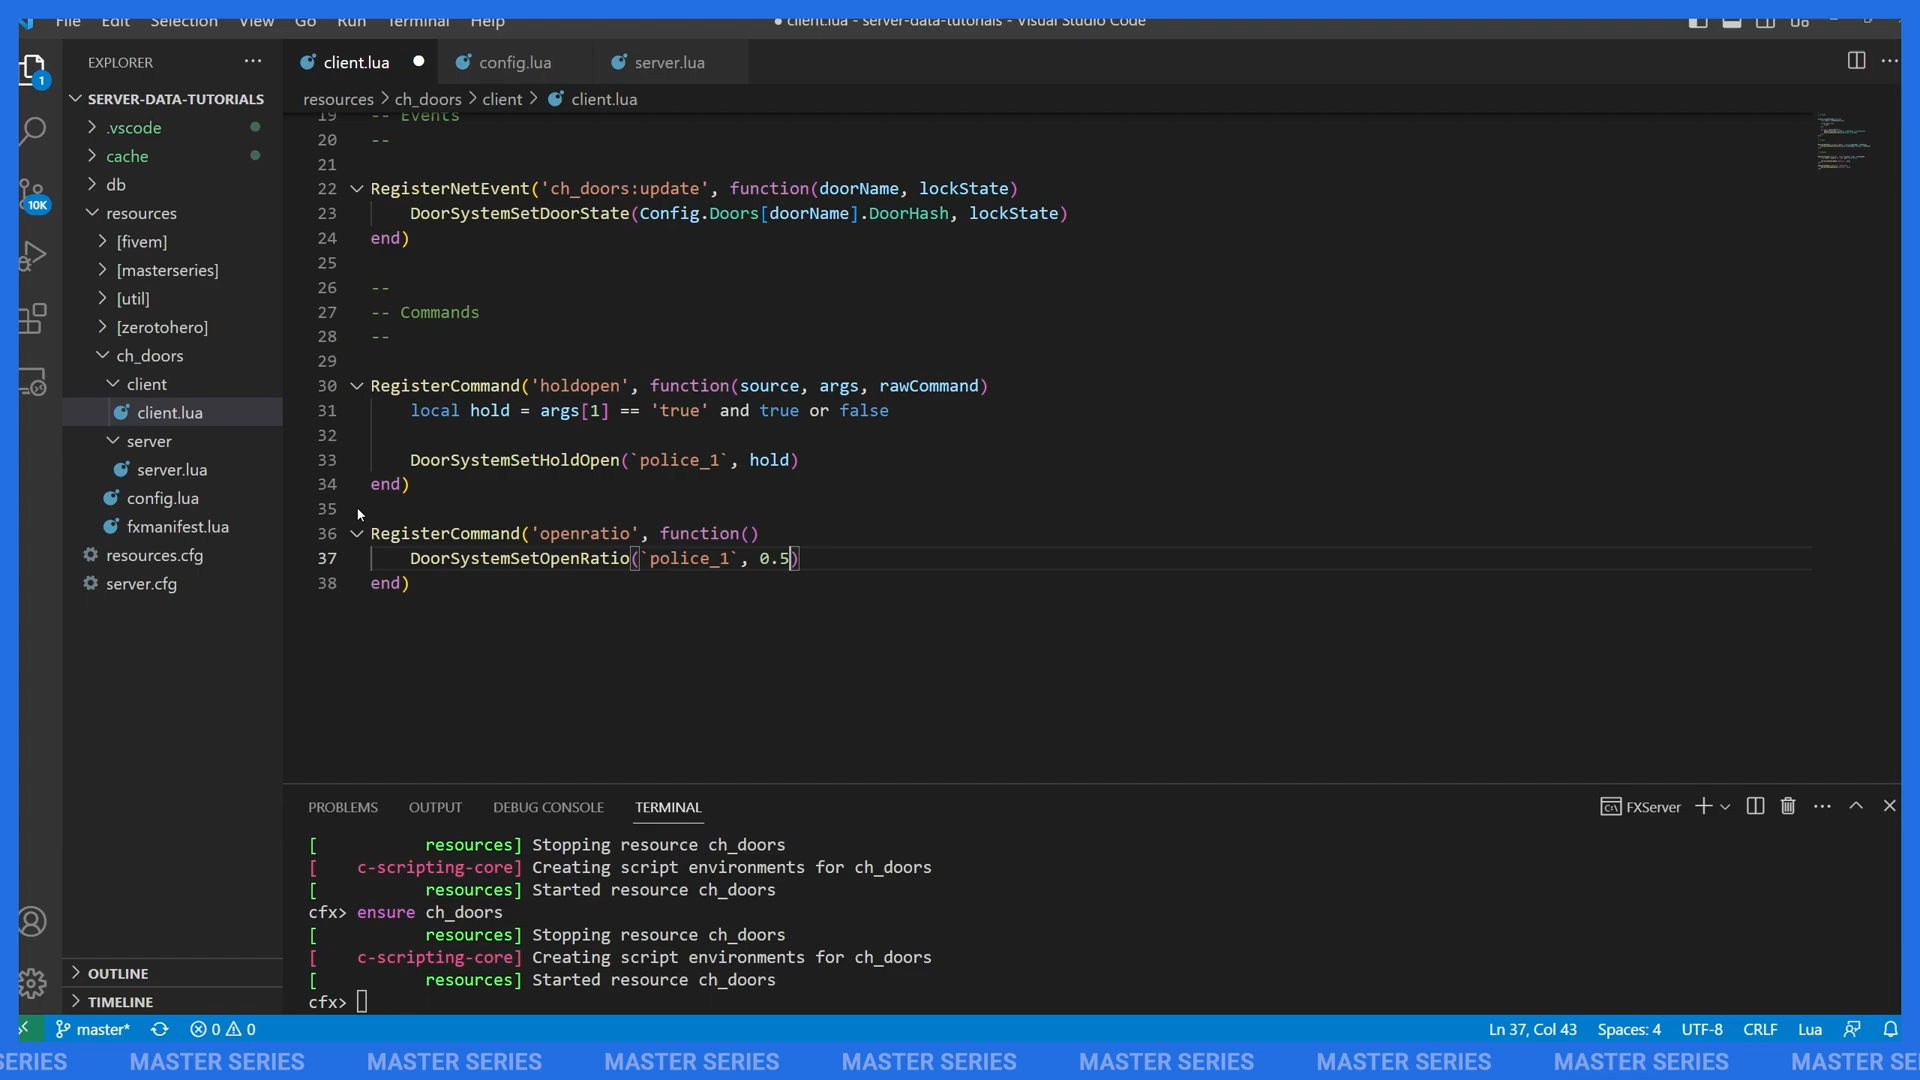 File Edit Selection View Go Run Terminal Help
● client.lua - server-data-tutorials - Visual Studio Code
EXPLORER ···
client.lua
config.lua
server.lua
1
SERVER-DATA-TUTORIALS
resources > ch_doors > client > client.lua
.vscode
cache
db
10K
resources
[fivem]
[masterseries]
[util]
[zerotohero]
ch_doors
client
client.lua
server
server.lua
config.lua
fxmanifest.lua
resources.cfg
server.cfg
OUTLINE
TIMELINE
19 -- Events
20 --
21
22 RegisterNetEvent('ch_doors:update', function(doorName, lockState)
23 DoorSystemSetDoorState(Config.Doors[doorName].DoorHash, lockState)
24 end)
25
26 --
27 -- Commands
28 --
29
30 RegisterCommand('holdopen', function(source, args, rawCommand)
31 local hold = args[1] == 'true' and true or false
32
33 DoorSystemSetHoldOpen(`police_1`, hold)
34 end)
35
36 RegisterCommand('openratio', function()
37 DoorSystemSetOpenRatio(`police_1`, 0.5)
38 end)
PROBLEMS OUTPUT DEBUG CONSOLE TERMINAL
FXServer
[ resources] Stopping resource ch_doors
[ c-scripting-core] Creating script environments for ch_doors
[ resources] Started resource ch_doors
cfx> ensure ch_doors
[ resources] Stopping resource ch_doors
[ c-scripting-core] Creating script environments for ch_doors
[ resources] Started resource ch_doors
cfx>
master* 0 0 Ln 37, Col 43 Spaces: 4 UTF-8 CRLF Lua
SERIES MASTER SERIES MASTER SERIES MASTER SERIES MASTER SERIES MASTER SERIES MASTER SERIES MASTER SERIES MASTER SE